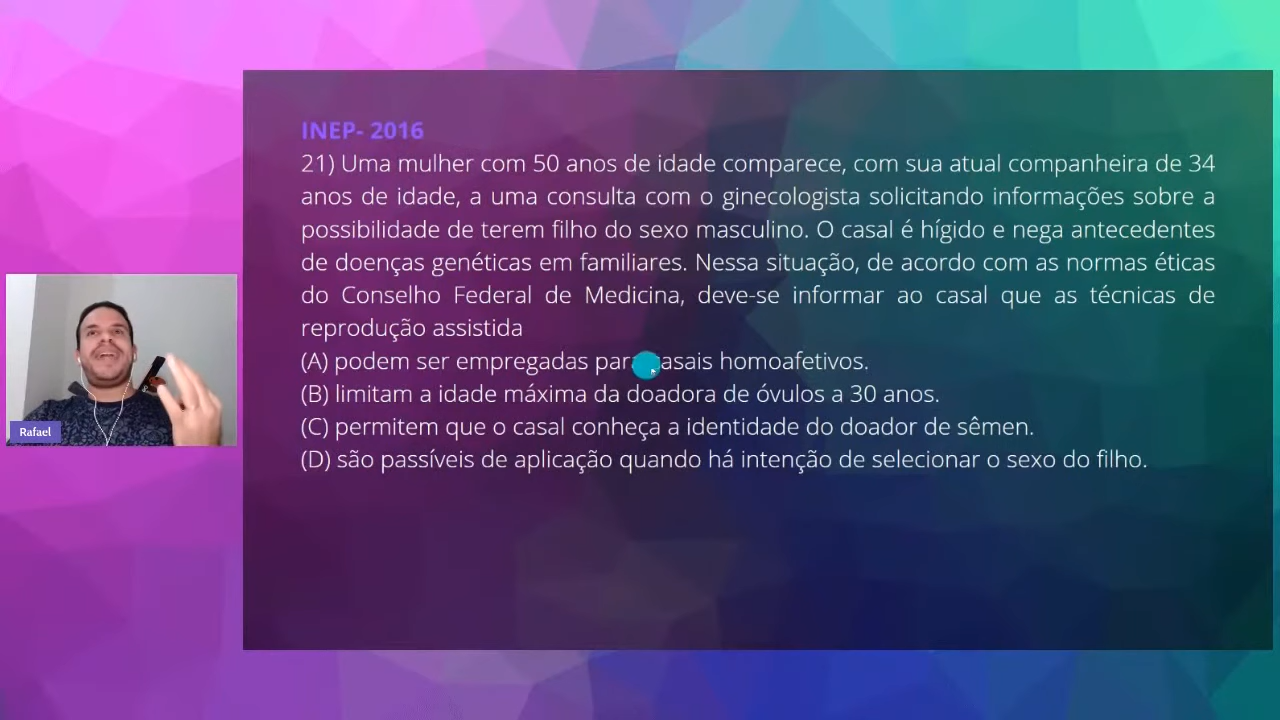 INEP- 2016
21) Uma mulher com 50 anos de idade comparece, com sua atual companheira de 34
anos de idade, a uma consulta com o ginecologista solicitando informações sobre a
possibilidade de terem filho do sexo masculino. O casal é hígido e nega antecedentes
de doenças genéticas em familiares. Nessa situação, de acordo com as normas éticas
do Conselho Federal de Medicina, deve-se informar ao casal que as técnicas de
reprodução assistida
(A) podem ser empregadas para casais homoafetivos.
(B) limitam a idade máxima da doadora de óvulos a 30 anos.
(C) permitem que o casal conheça a identidade do doador de sêmen.
(D) são passíveis de aplicação quando há intenção de selecionar o sexo do filho.
Rafael